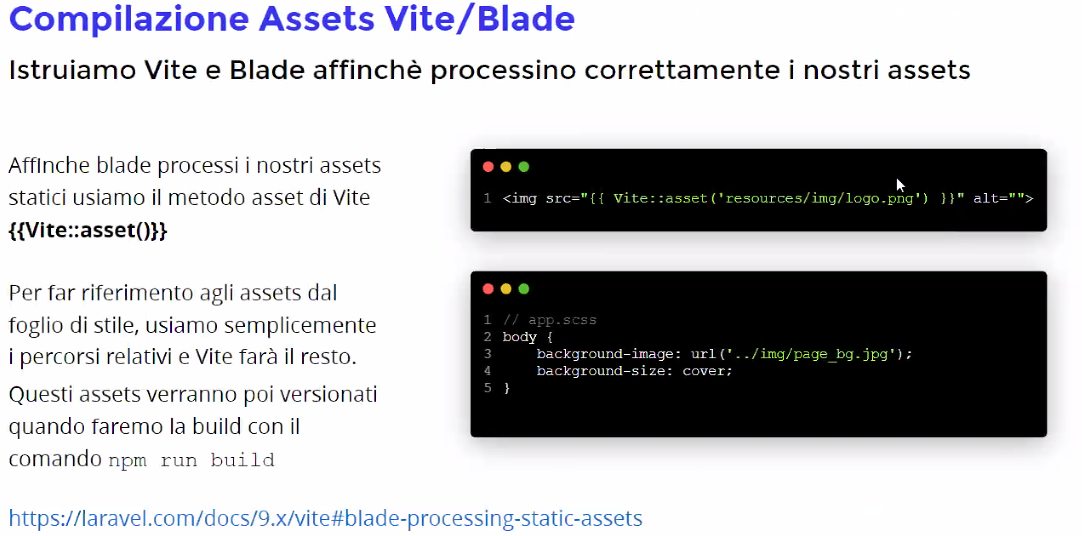 Compilazione Assets Vite/Blade
Istruiamo Vite e Blade affinchè processino correttamente i nostri assets
Affinche blade processi i nostri assets
statici usiamo il metodo asset di Vite
{{Vite::asset()}}
1 <img src="{{ Vite::asset('resources/img/logo.png') }}" alt="">
Per far riferimento agli assets dal
foglio di stile, usiamo semplicemente
i percorsi relativi e Vite farà il resto.
Questi assets verranno poi versionati
quando faremo la build con il
comando npm run build
1 // app.scss
2 body {
3     background-image: url('../img/page_bg.jpg');
4     background-size: cover;
5 }
https://laravel.com/docs/9.x/vite#blade-processing-static-assets